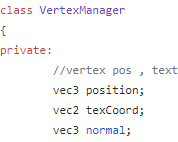 class VertexManager
{
private:
//vertex pos , text
vec3 position;
vec2 texCoord;
vec3 normal;